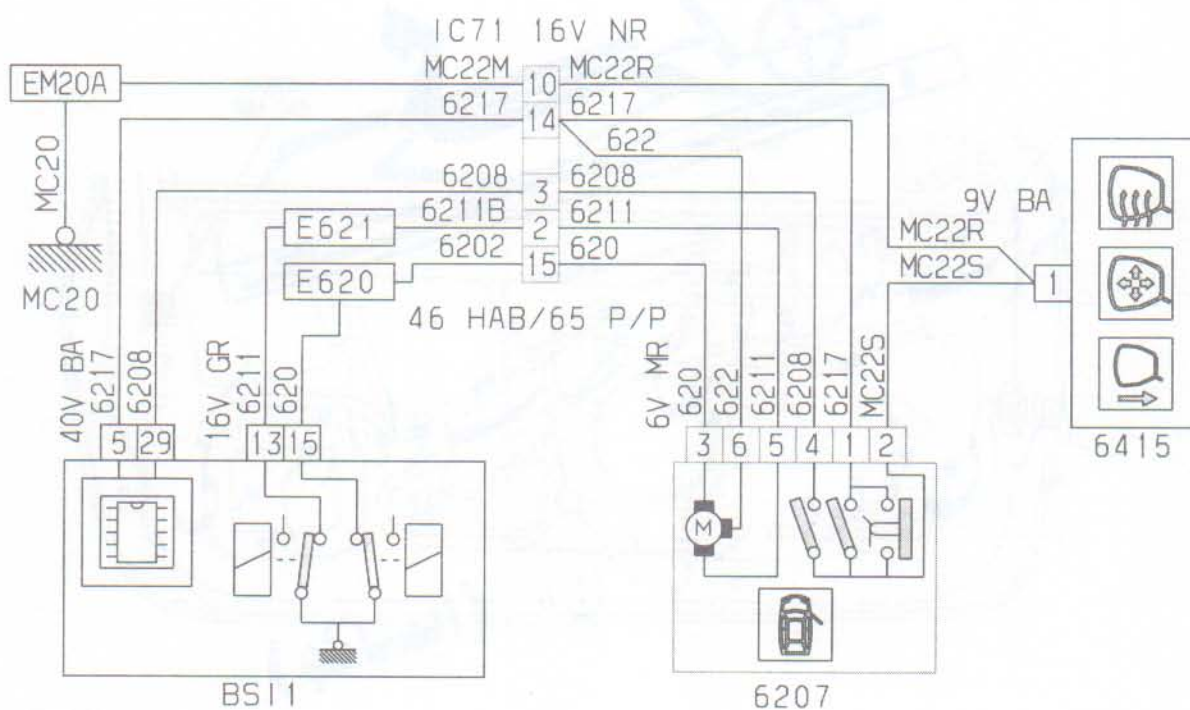 IC71 16V NR
EM20A
MC22M 10 MC22R
6217 14 6217
622
MC20
6208 3 6208
6211B 2 6211
E621
6202 15 620
E620
MC20
46 HAB/65 P/P
9V BA
MC22R
MC22S
1
40V BA
6217
6208
16V GR
6211
620
6V MR
620
622
6211
6208
6217
MC22S
5 29 13 15
3 6 5 4 1 2
6415
M
BSI1
6207